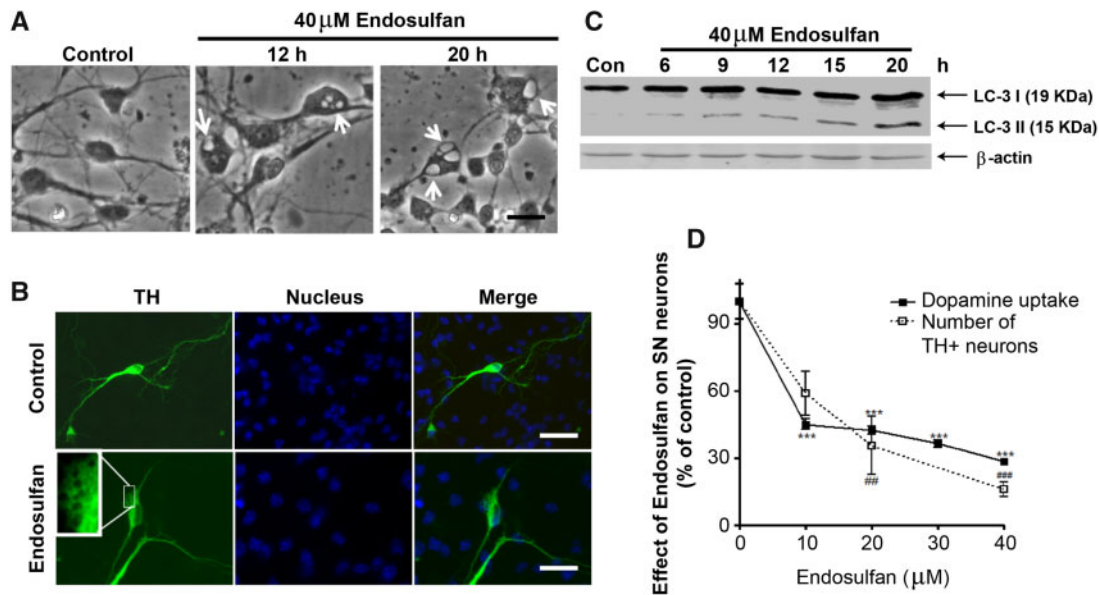 A
40 μM Endosulfan
Control 12 h 20 h
B
TH Nucleus Merge
Control
Endosulfan
C
40 μM Endosulfan
Con 6 9 12 15 20 h
LC-3 I (19 KDa)
LC-3 II (15 KDa)
β-actin
D
Effect of Endosulfan on SN neurons
(% of control)
Dopamine uptake
Number of
TH+ neurons
90
60
30
0
***
***
***
***
##
###
0 10 20 30 40
Endosulfan (μM)